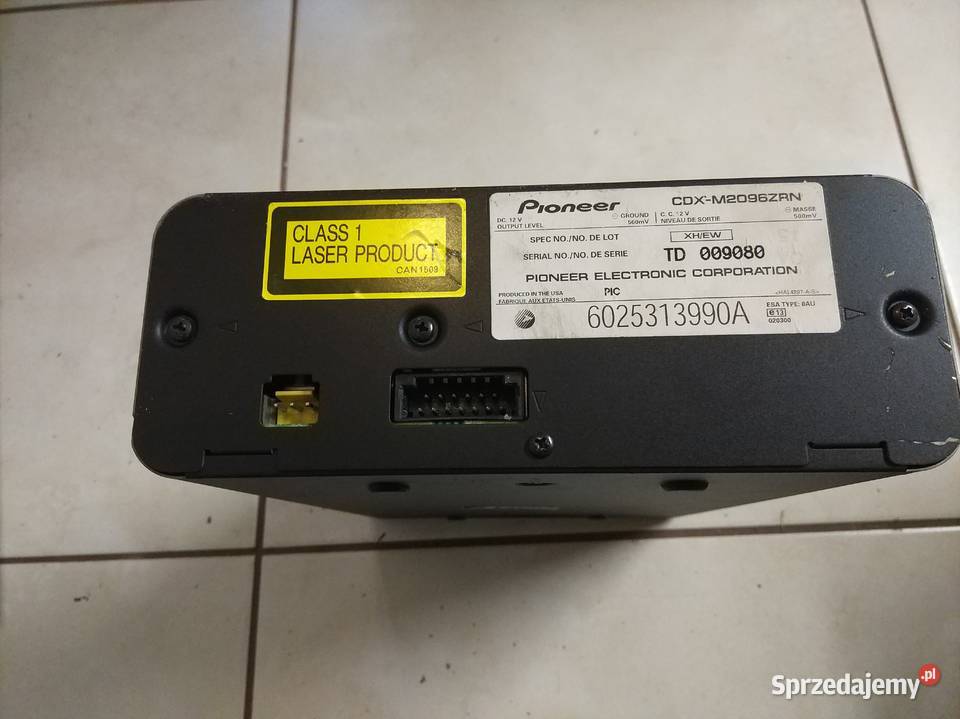 CLASS 1
LASER PRODUCT
CAN 1509
Pioneer
CDX-M2096ZRN
DC. 12 V
OUTPUT LEVEL
⊖ GROUND
500mV
C. C. 12 V
NIVEAU DE SORTIE
⊖ MASSE
500mV
SPEC NO./NO. DE LOT
XH/EW
SERIAL NO./NO. DE SERIE
TD 009080
PIONEER ELECTRONIC CORPORATION
PRODUCED IN THE USA
FABRIQUE AUX ETATS-UNIS
PIC
6025313990A
ESA TYPE: 8AU
e 13
020300
Sprzedajemy.pl